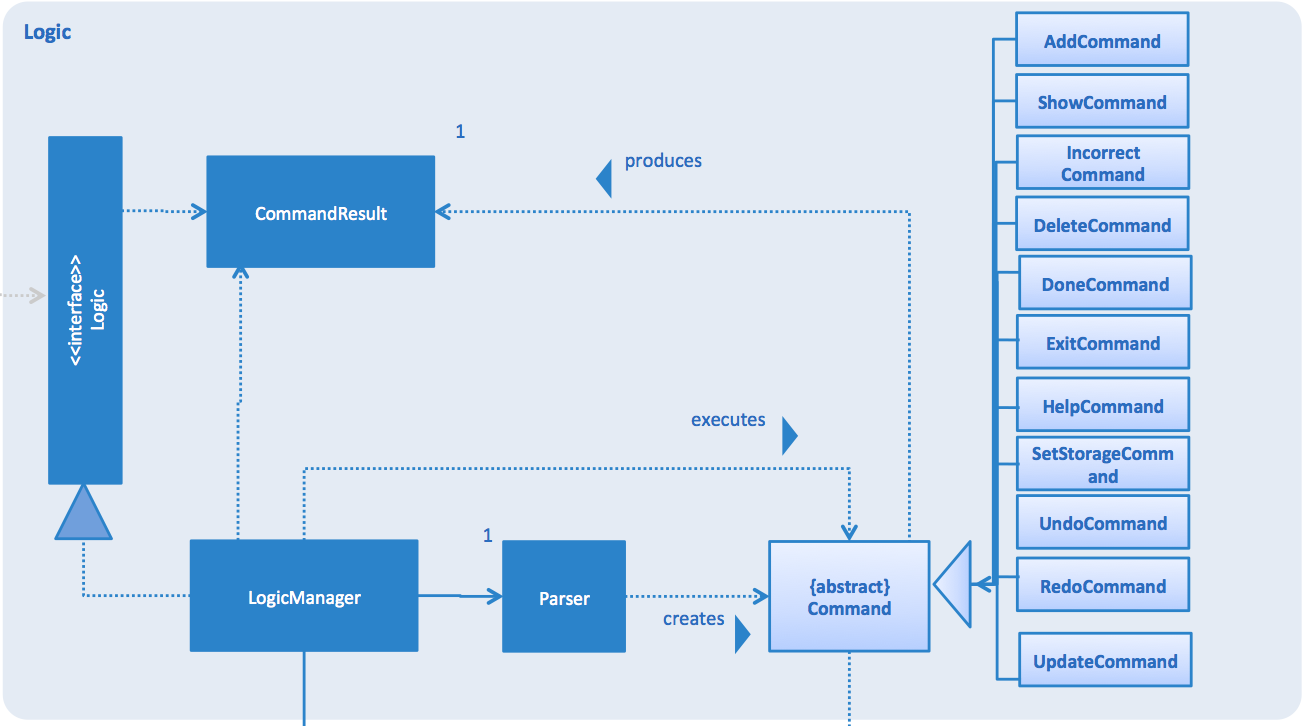 Logic
AddCommand
ShowCommand
1
Incorrect
Command
produces
CommandResult
DeleteCommand
<<interface>>
Logic
DoneCommand
ExitCommand
HelpCommand
executes
SetStorageComm
and
UndoCommand
1
{abstract}
Command
RedoCommand
LogicManager
Parser
creates
UpdateCommand